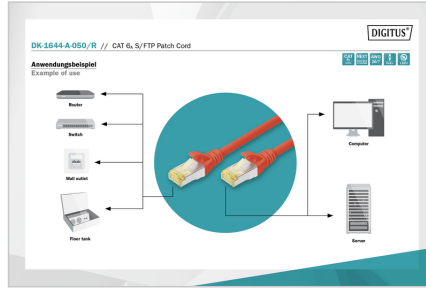 DIGITUS®
DK-1644-A-050/R // CAT 6A S/FTP Patch Cord
Anwendungsbeispiel
Example of use
Router
Switch
Wall outlet
Floor tank
Computer
Server